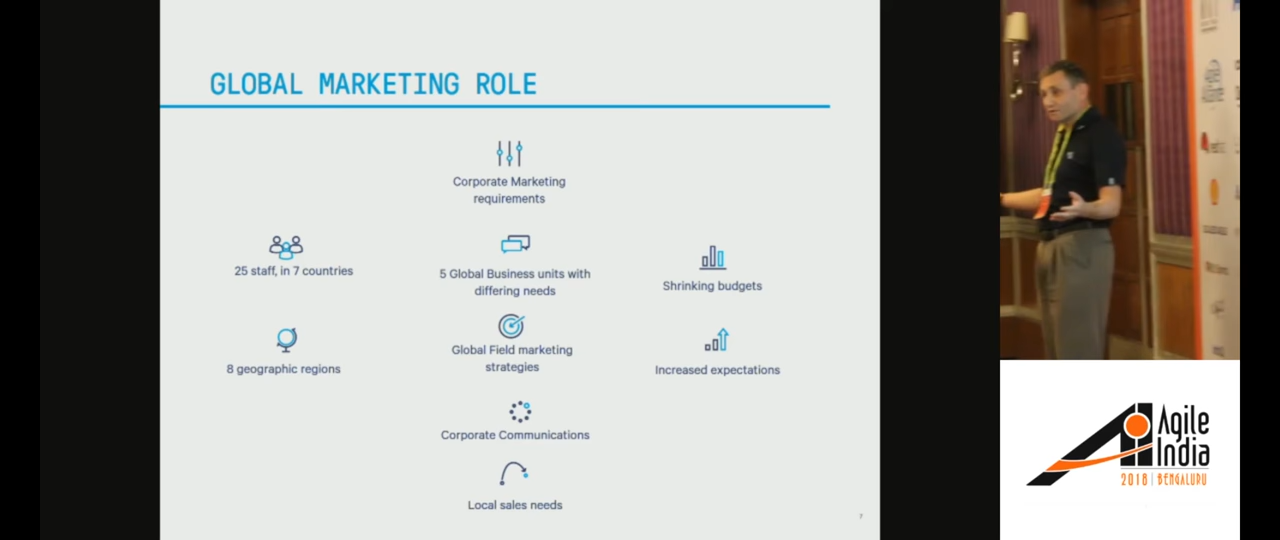 GLOBAL MARKETING ROLE
Corporate Marketing
requirements
25 staff, in 7 countries
5 Global Business units with
differing needs
Shrinking budgets
8 geographic regions
Global Field marketing
strategies
Increased expectations
Corporate Communications
Local sales needs
7
Agile
India
2018 | BENGALURU